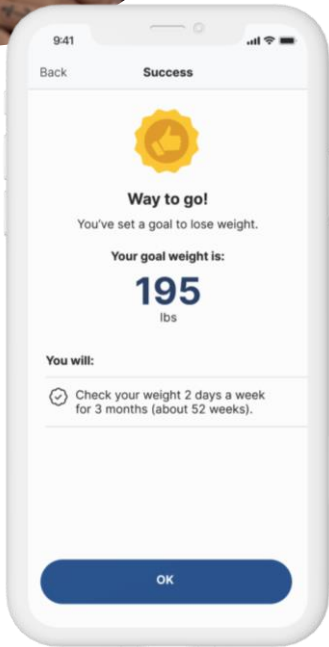 9:41
Back
Success
Way to go!
You've set a goal to lose weight.
Your goal weight is:
195
lbs
You will:
Check your weight 2 days a week
for 3 months (about 52 weeks).
OK